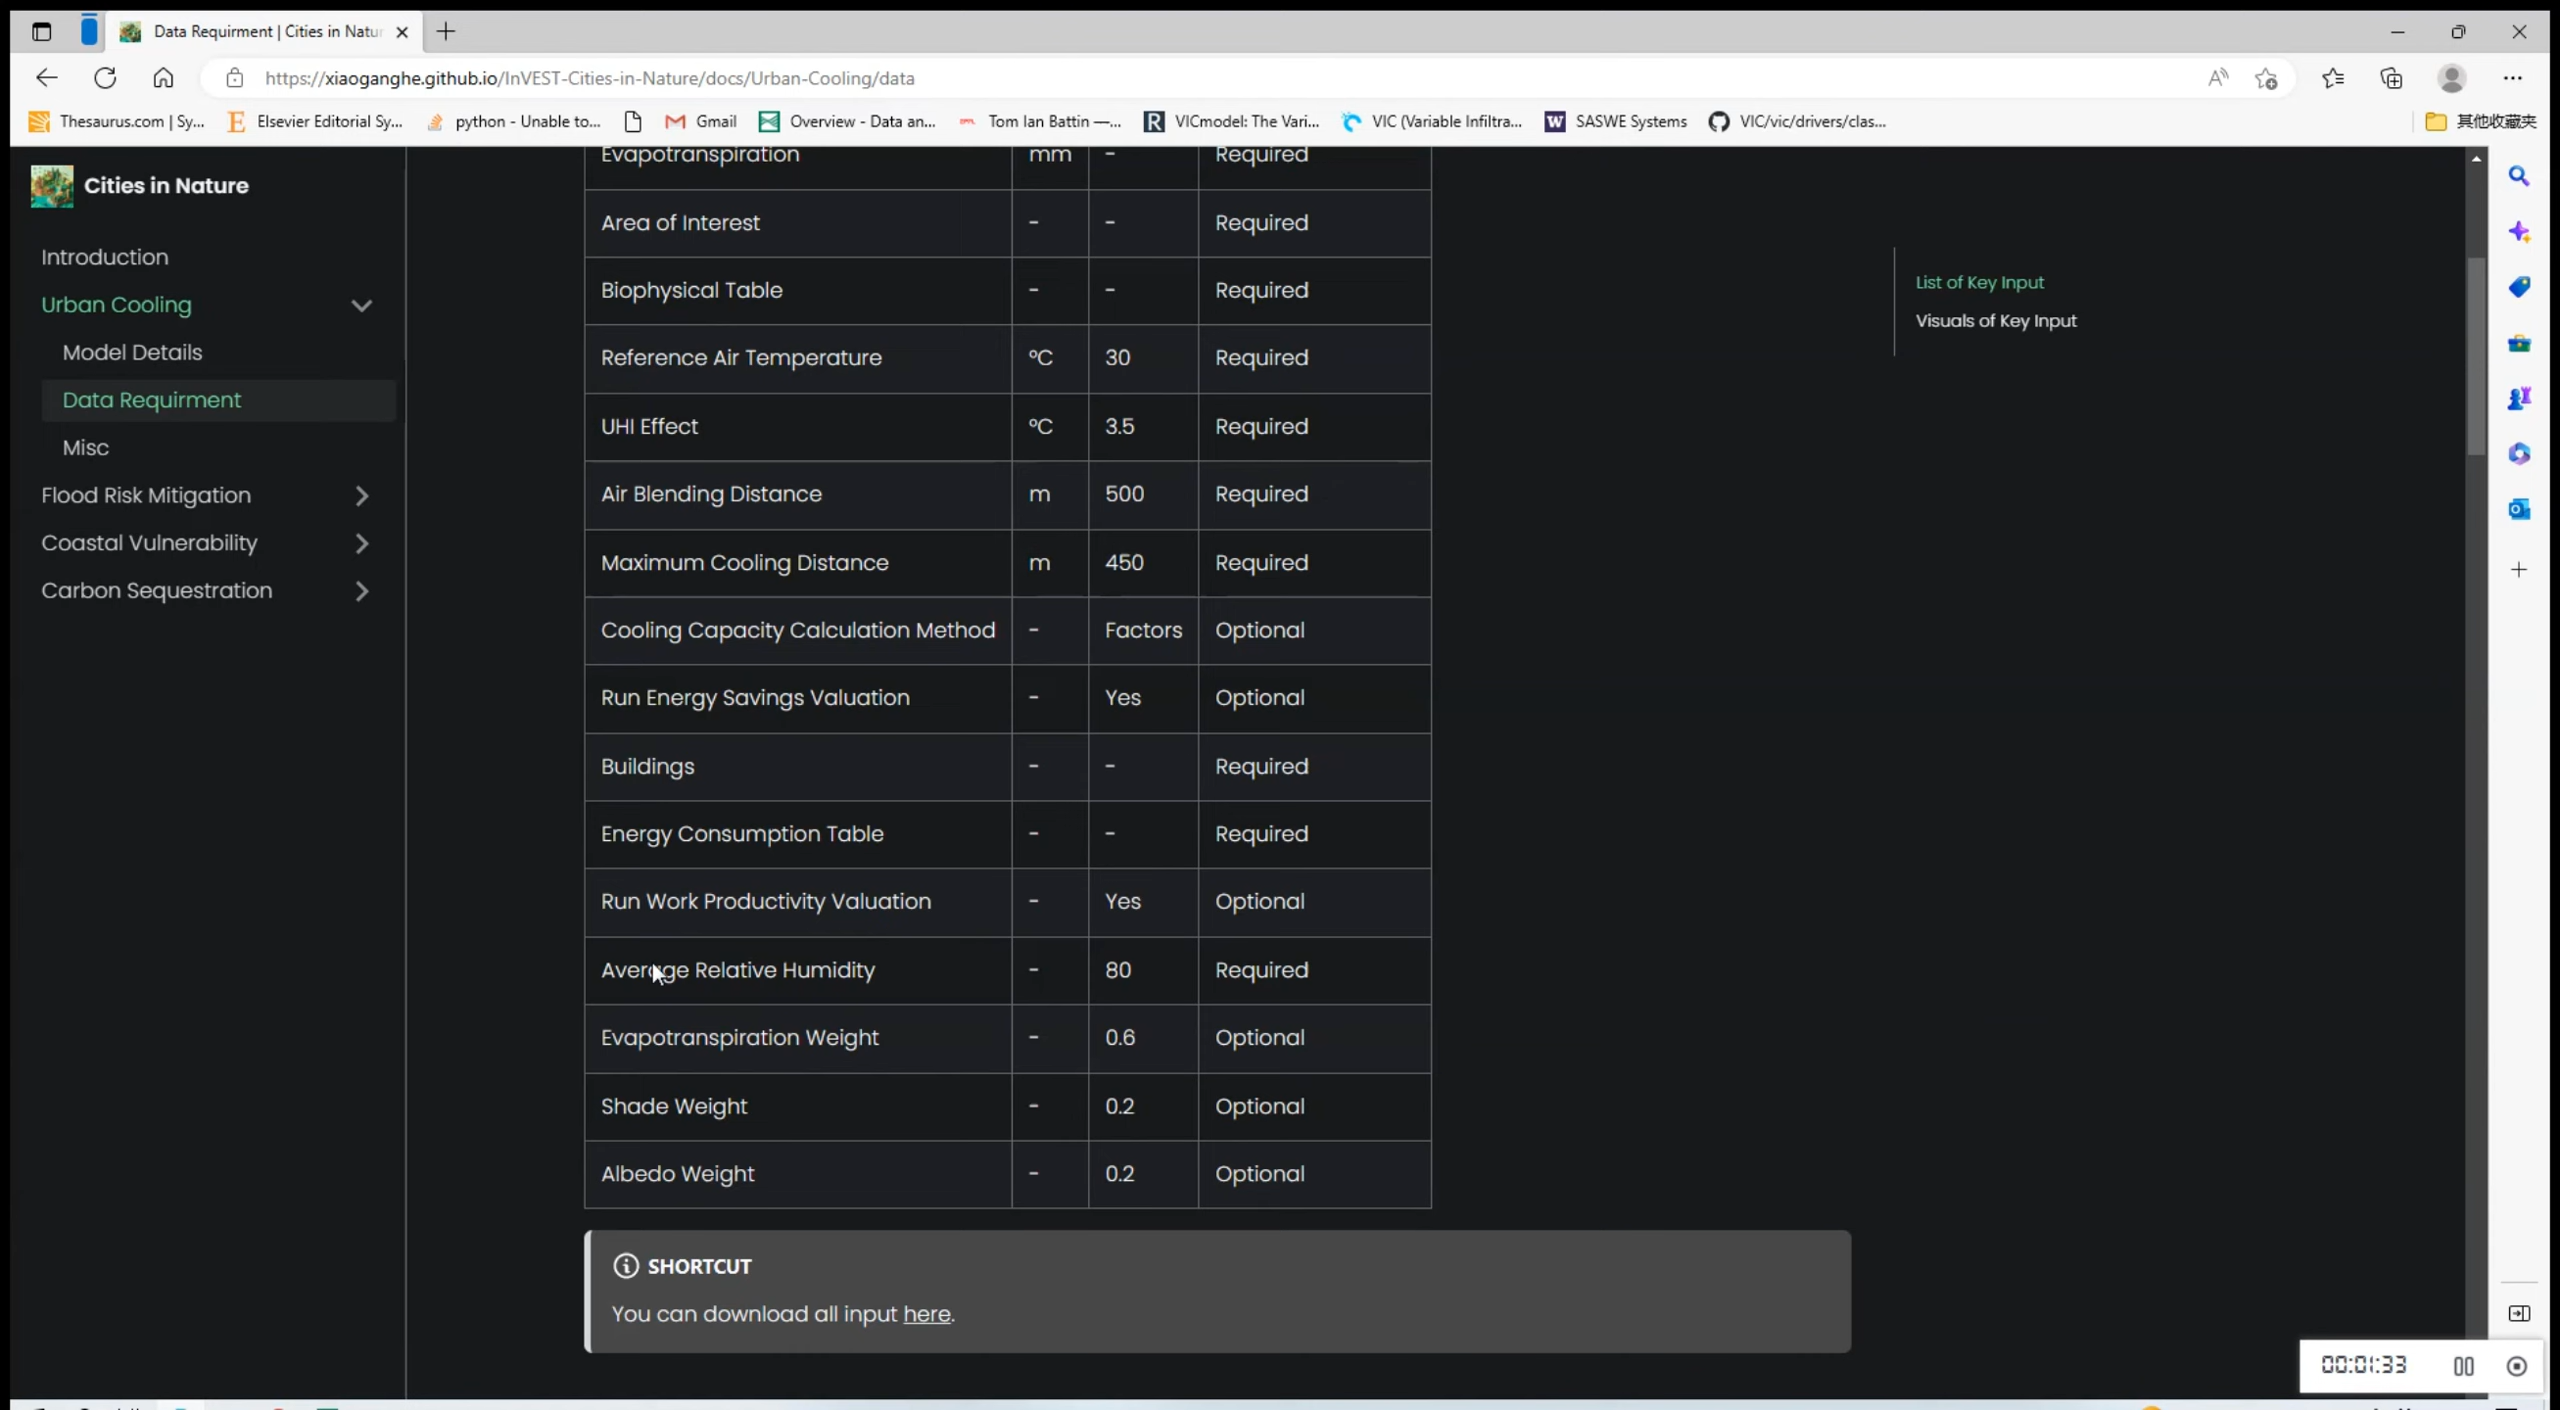 Data Requirment | Cities in Natur
https://xiaoganghe.github.io/InVEST-Cities-in-Nature/docs/Urban-Cooling/data
Thesaurus.com | Sy... Elsevier Editorial Sy... python - Unable to... Gmail Overview - Data an... Tom Ian Battin —... VICmodel: The Vari... VIC (Variable Infiltra... SASWE Systems VIC/vic/drivers/clas... 其他收藏夹
Cities in Nature
Introduction
Urban Cooling
Model Details
Data Requirment
Misc
Flood Risk Mitigation
Coastal Vulnerability
Carbon Sequestration
Evapotranspiration mm - Required
Area of Interest - - Required
Biophysical Table - - Required
Reference Air Temperature °C 30 Required
UHI Effect °C 3.5 Required
Air Blending Distance m 500 Required
Maximum Cooling Distance m 450 Required
Cooling Capacity Calculation Method - Factors Optional
Run Energy Savings Valuation - Yes Optional
Buildings - - Required
Energy Consumption Table - - Required
Run Work Productivity Valuation - Yes Optional
Average Relative Humidity - 80 Required
Evapotranspiration Weight - 0.6 Optional
Shade Weight - 0.2 Optional
Albedo Weight - 0.2 Optional
SHORTCUT
You can download all input here.
List of Key Input
Visuals of Key Input
00:01:33